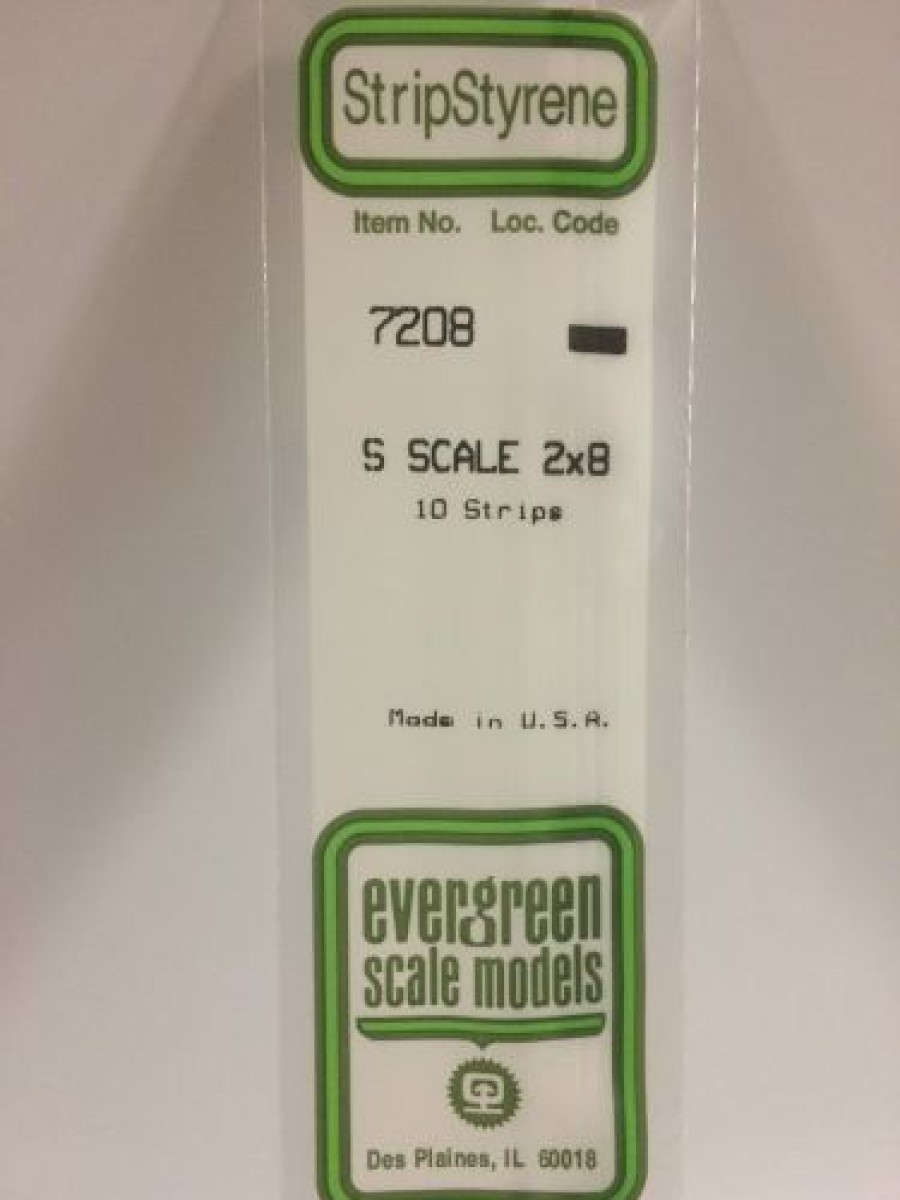 StripStyrene
Item No. Loc. Code
7208
S SCALE 2x8
10 Strips
Made in U.S.A.
evergreen
scale models
Des Plaines, IL 60018